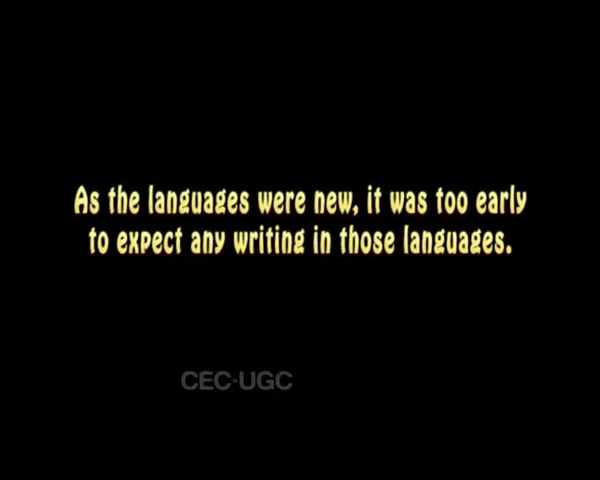 As the languages were new, it was too early
to expect any writing in those languages.
CEC-UGC